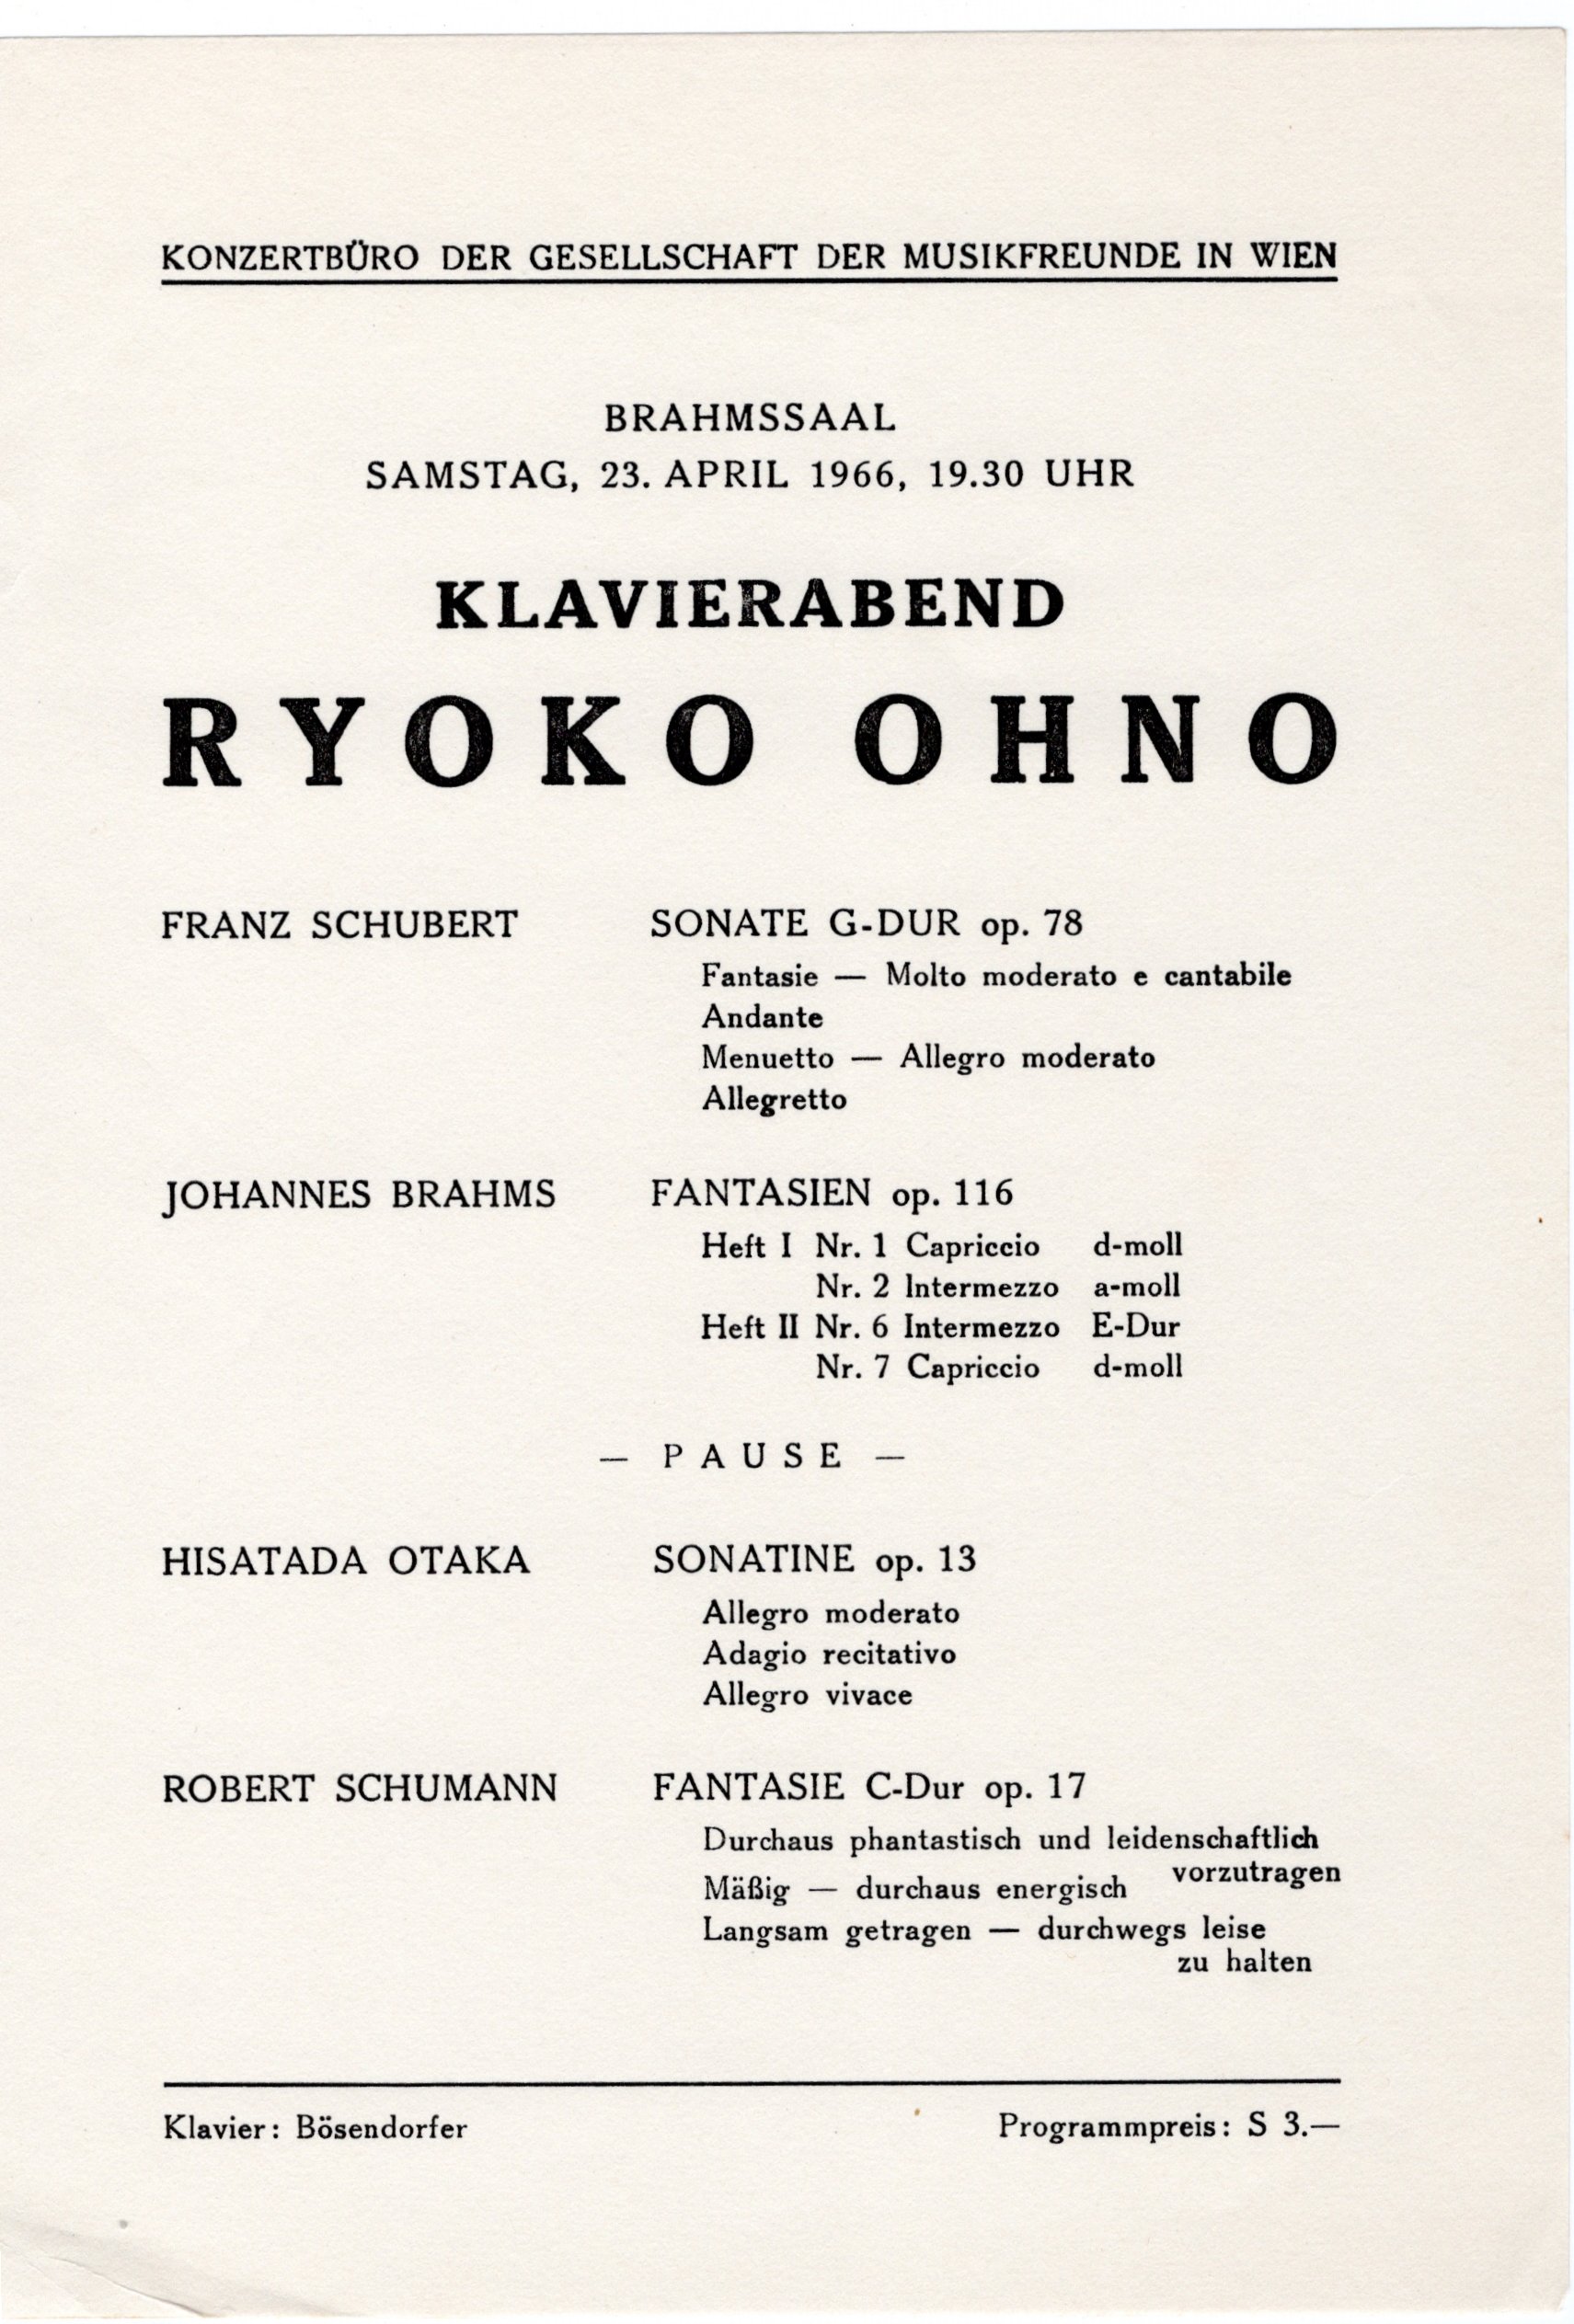 KONZERTBÜRO DER GESELLSCHAFT DER MUSIKFREUNDE IN WIEN
BRAHMSSAAL
SAMSTAG, 23. APRIL 1966, 19.30 UHR
KLAVIERABEND
RYOKO OHNO
FRANZ SCHUBERT SONATE G-DUR op. 78
Fantasie — Molto moderato e cantabile
Andante
Menuetto — Allegro moderato
Allegretto
JOHANNES BRAHMS FANTASIEN op. 116
Heft I Nr. 1 Capriccio d-moll
Nr. 2 Intermezzo a-moll
Heft II Nr. 6 Intermezzo E-Dur
Nr. 7 Capriccio d-moll
— PAUSE —
HISATADA OTAKA SONATINE op. 13
Allegro moderato
Adagio recitativo
Allegro vivace
ROBERT SCHUMANN FANTASIE C-Dur op. 17
Durchaus phantastisch und leidenschaftlich
vorzutragen
Mäßig — durchaus energisch
Langsam getragen — durchwegs leise
zu halten
Klavier: Bösendorfer Programmpreis: S 3.—